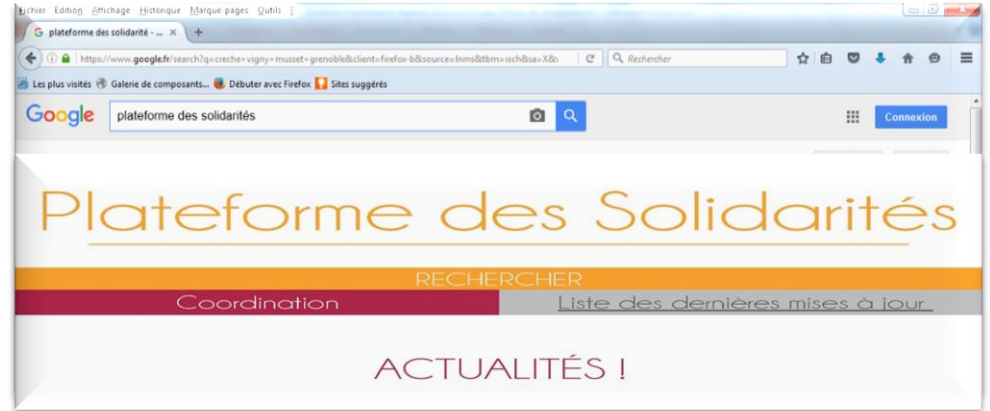 Fichier Édition Affichage Historique Marque-pages Outils ?
plateforme des solidarité - ... × +
https://www.google.fr/search?q=creche+vigny+musset+grenoble&client=firefox-b&source=lnms&tbm=isch&sa=X& Rechercher
Les plus visités Galerie de composants... Débuter avec Firefox Sites suggérés
Google plateforme des solidarités Connexion
Plateforme des Solidarités
RECHERCHER
Coordination Liste des dernières mises à jour
ACTUALITÉS !